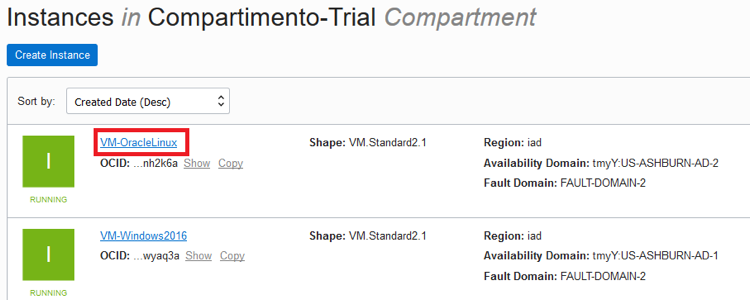 Instances in Compartimento-Trial Compartment
Create Instance
Sort by: Created Date (Desc)
I
RUNNING
VM-OracleLinux
OCID: ...nh2k6a Show Copy
Shape: VM.Standard2.1
Region: iad
Availability Domain: tmyY:US-ASHBURN-AD-2
Fault Domain: FAULT-DOMAIN-2
I
RUNNING
VM-Windows2016
OCID: ...wyaq3a Show Copy
Shape: VM.Standard2.1
Region: iad
Availability Domain: tmyY:US-ASHBURN-AD-1
Fault Domain: FAULT-DOMAIN-2